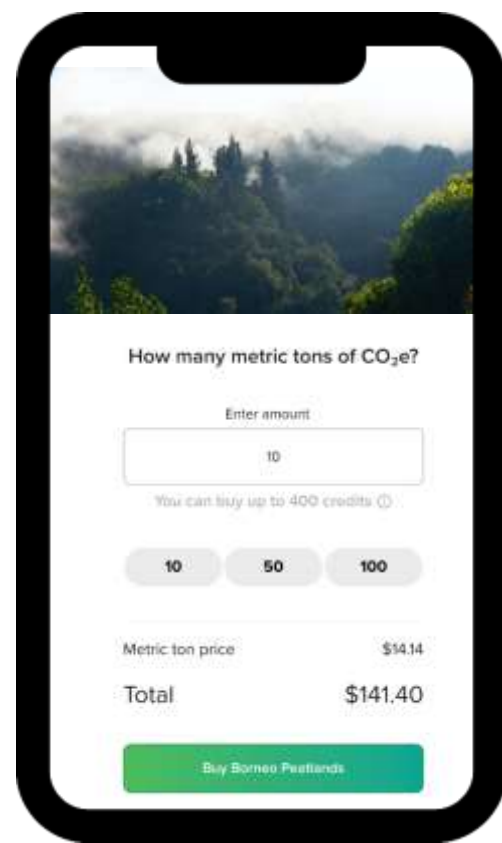 How many metric tons of CO₂e?
Enter amount
10
You can buy up to 400 credits
10 50 100
Metric ton price $14.14
Total $141.40
Buy Borneo Peatlands